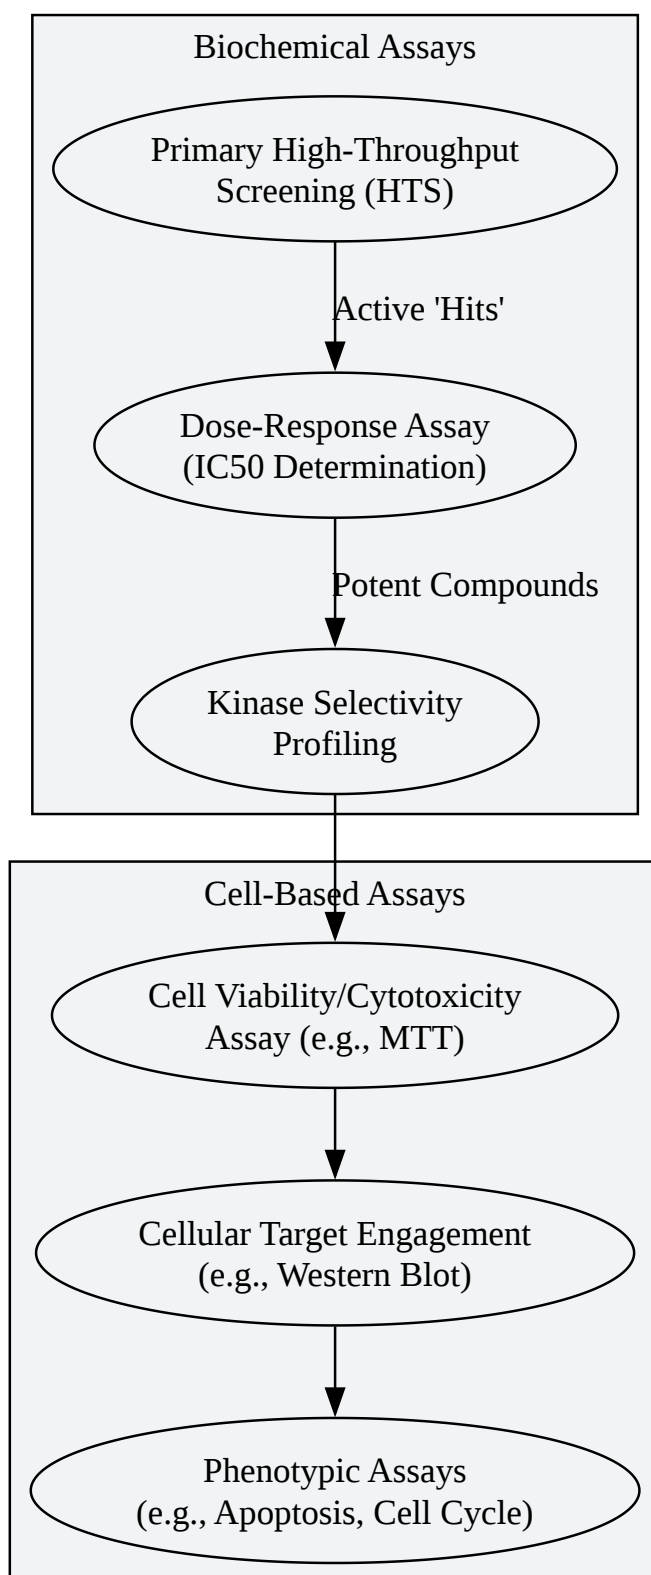 Biochemical Assays
Primary High-Throughput
Screening (HTS)
Active 'Hits'
Dose-Response Assay
(IC50 Determination)
Potent Compounds
Kinase Selectivity
Profiling
Cell-Based Assays
Cell Viability/Cytotoxicity
Assay (e.g., MTT)
Cellular Target Engagement
(e.g., Western Blot)
Phenotypic Assays
(e.g., Apoptosis, Cell Cycle)